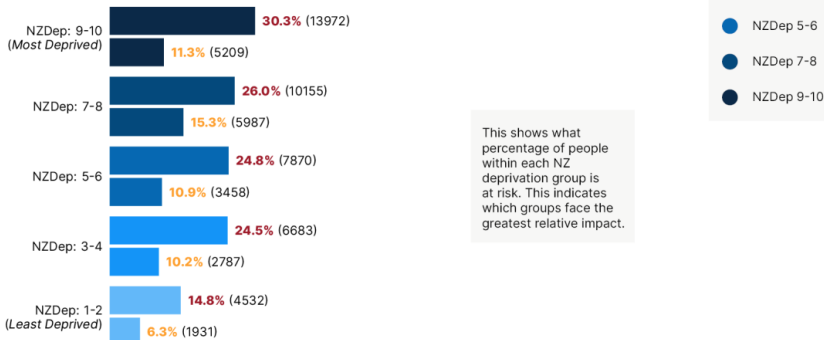 NZDep: 9-10
(Most Deprived)
30.3% (13972)
11.3% (5209)
NZDep: 7-8
26.0% (10155)
15.3% (5987)
NZDep: 5-6
24.8% (7870)
10.9% (3458)
NZDep: 3-4
24.5% (6683)
10.2% (2787)
NZDep: 1-2
(Least Deprived)
14.8% (4532)
6.3% (1931)
This shows what
percentage of people
within each NZ
deprivation group is
at risk. This indicates
which groups face the
greatest relative impact.
NZDep 5-6
NZDep 7-8
NZDep 9-10